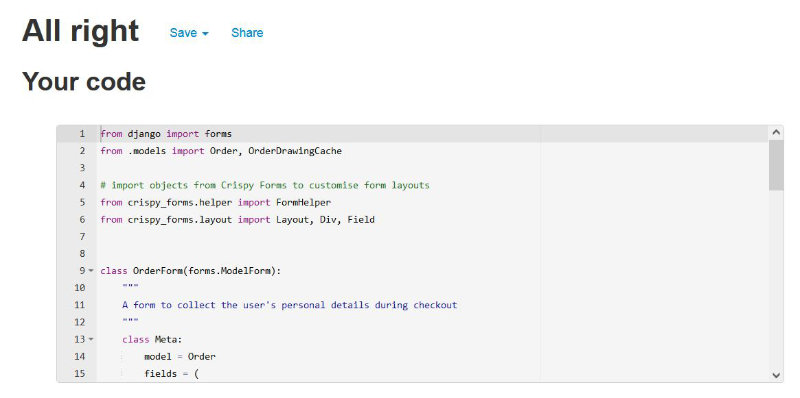 All right Save Share
Your code
1 from django import forms
2 from .models import Order, OrderDrawingCache
3
4 # import objects from Crispy Forms to customise form layouts
5 from crispy_forms.helper import FormHelper
6 from crispy_forms.layout import Layout, Div, Field
7
8
9 class OrderForm(forms.ModelForm):
10 """
11 A form to collect the user's personal details during checkout
12 """
13 class Meta:
14 model = Order
15 fields = (